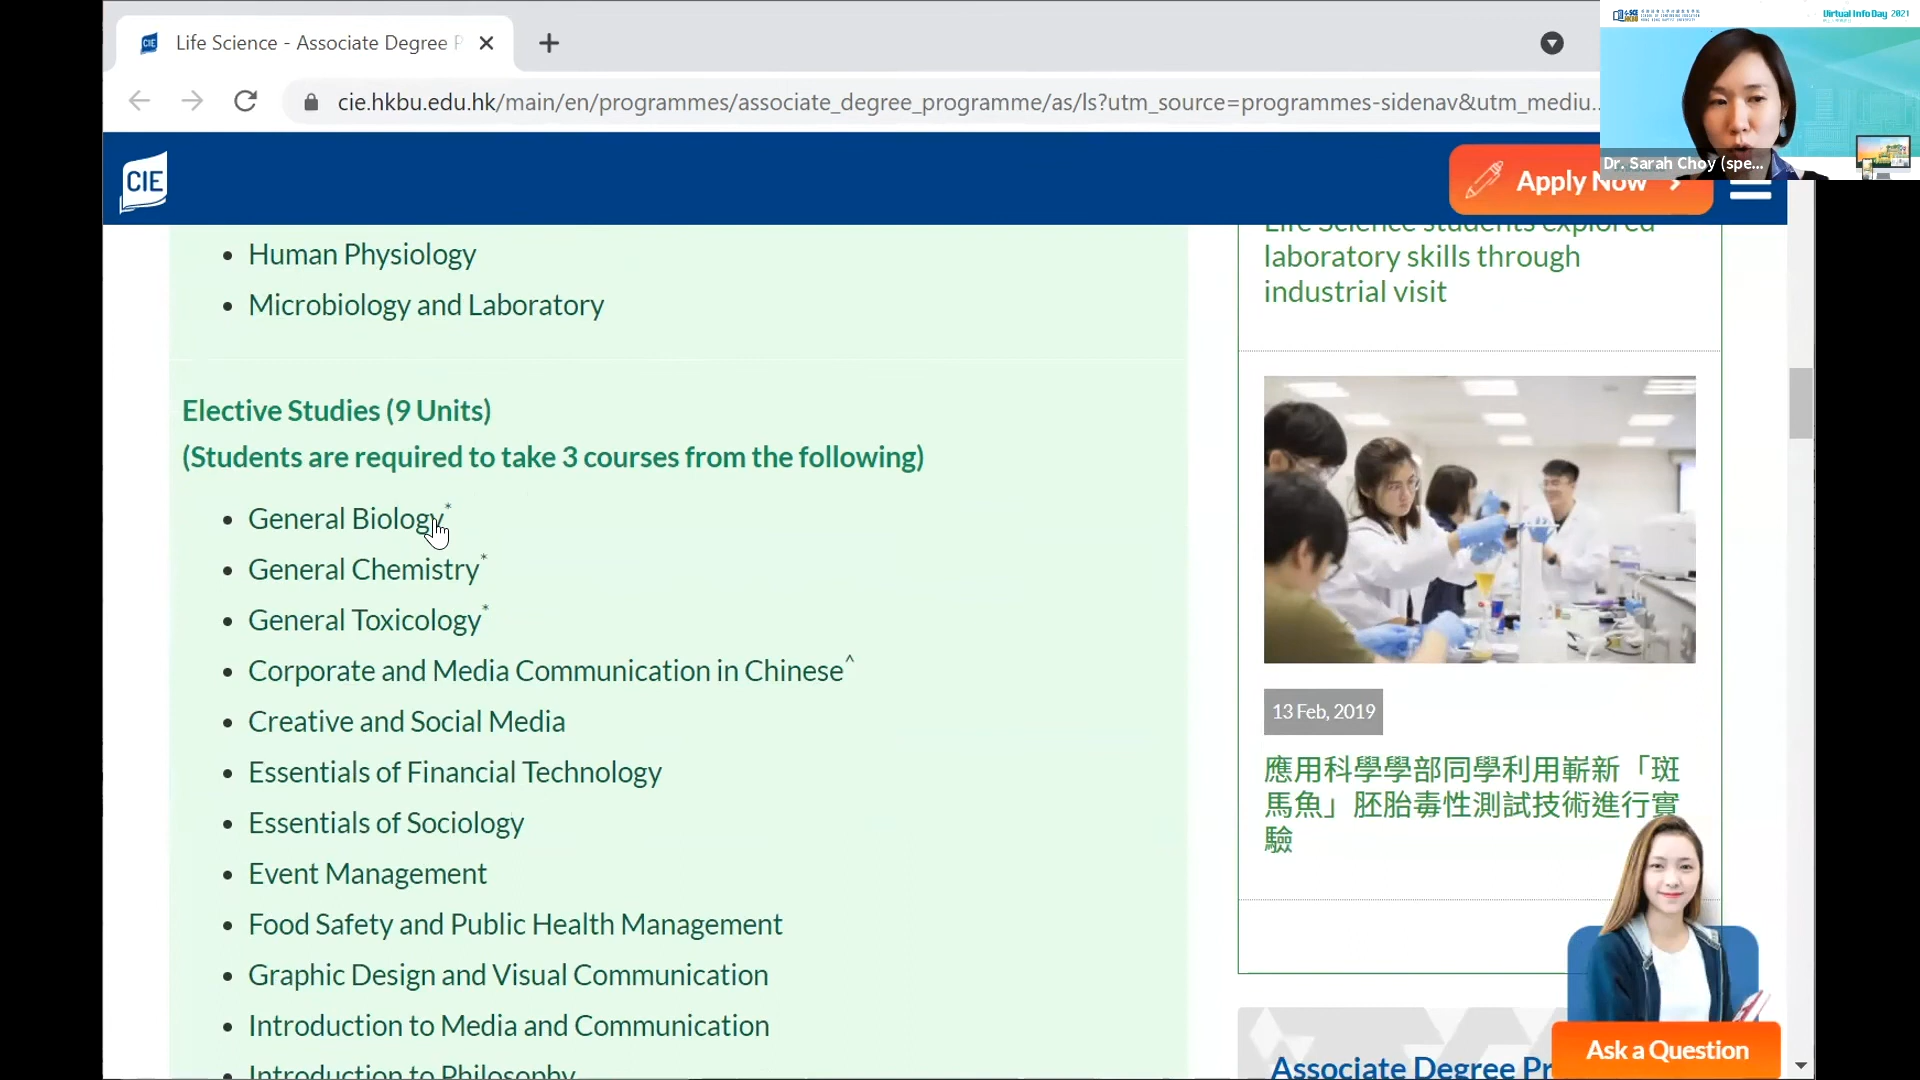 Life Science - Associate Degree P
cie.hkbu.edu.hk/main/en/programmes/associate_degree_programme/as/ls?utm_source=programmes-sidenav&utm_mediu...
Virtual Info Day 2021
Dr. Sarah Choy (spe...
CIE
Apply Now
Human Physiology
Microbiology and Laboratory
Elective Studies (9 Units)
(Students are required to take 3 courses from the following)
General Biology*
General Chemistry*
General Toxicology*
Corporate and Media Communication in Chinese^
Creative and Social Media
Essentials of Financial Technology
Essentials of Sociology
Event Management
Food Safety and Public Health Management
Graphic Design and Visual Communication
Introduction to Media and Communication
Introduction to Philosophy
Life Science students explored
laboratory skills through
industrial visit
13 Feb, 2019
應用科學學部同學利用嶄新「斑
馬魚」胚胎毒性測試技術進行實
驗
Associate Degree Pr
Ask a Question